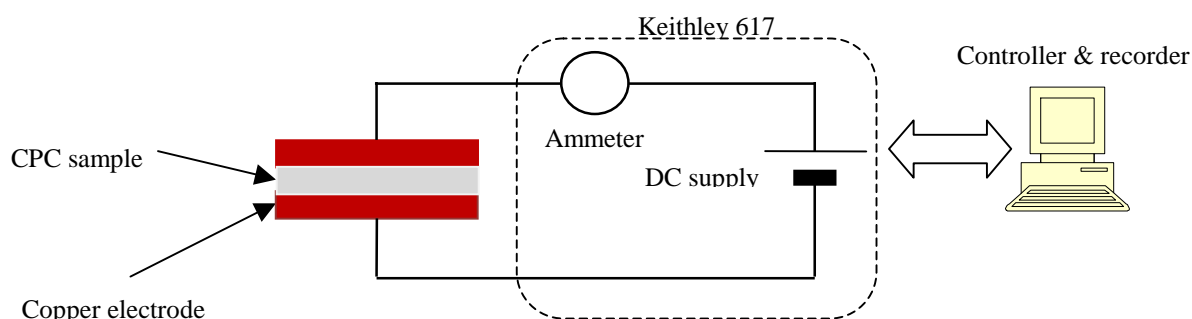 Keithley 617
Controller & recorder
Ammeter
CPC sample
DC supply
Copper electrode